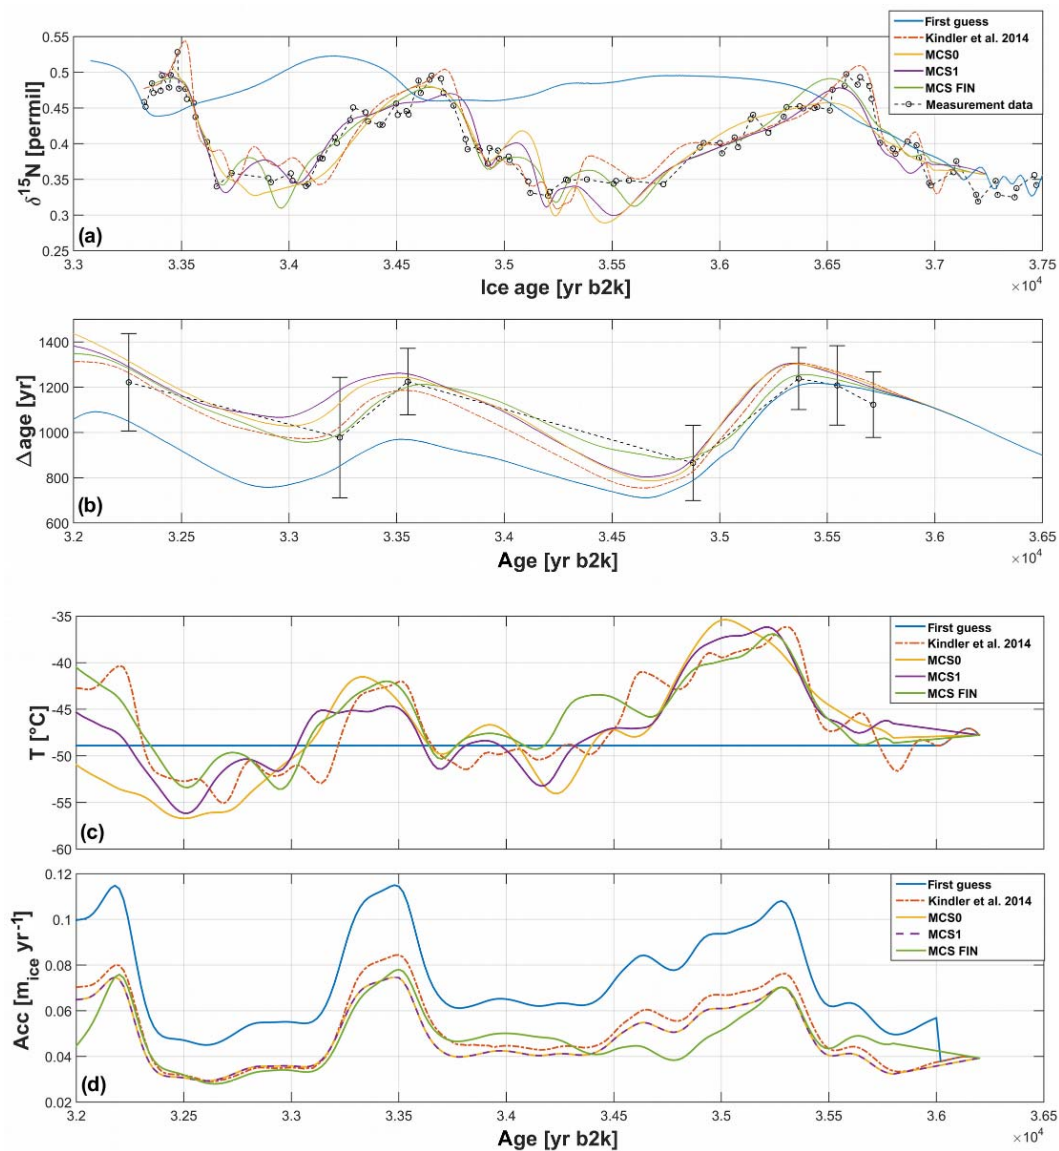 First guess
Kindler et al. 2014
MCS0
MCS1
MCS FIN
Measurement data
0.55
0.5
0.45
0.4
0.35
0.3
0.25
δ15N [permil]
(a)
3.3 3.35 3.4 3.45 3.5 3.55 3.6 3.65 3.7 3.75
Ice age [yr b2k]
×10⁴
1400
1200
1000
800
600
Δage [yr]
(b)
3.2 3.25 3.3 3.35 3.4 3.45 3.5 3.55 3.6 3.65
Age [yr b2k]
×10⁴
-35
-40
-45
-50
-55
-60
T [°C]
(c)
First guess
Kindler et al. 2014
MCS0
MCS1
MCS FIN
0.12
0.1
0.08
0.06
0.04
0.02
Acc [mice yr-1]
(d)
First guess
Kindler et al. 2014
MCS0
MCS1
MCS FIN
3.2 3.25 3.3 3.35 3.4 3.45 3.5 3.55 3.6 3.65
Age [yr b2k]
×10⁴